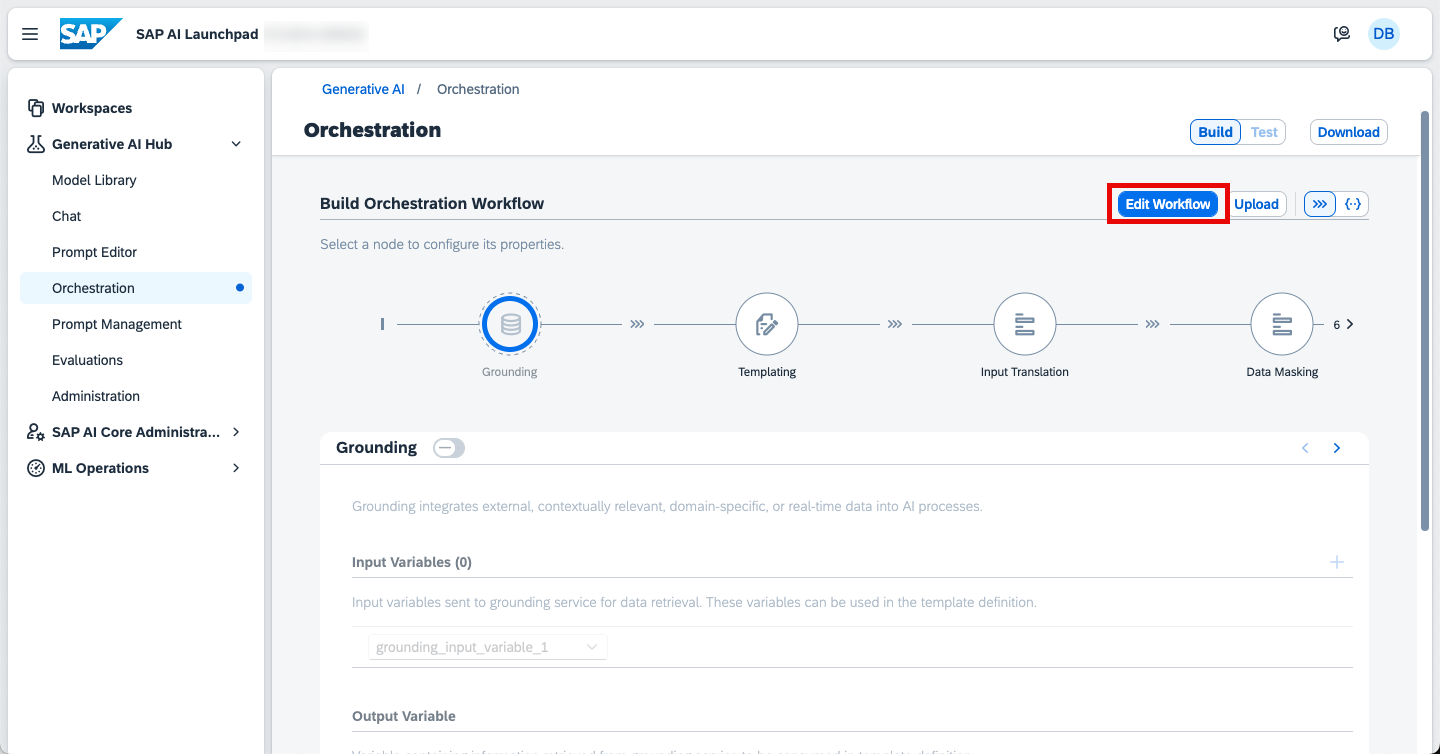 SAP SAP AI Launchpad
DB
Workspaces
Generative AI Hub
Model Library
Chat
Prompt Editor
Orchestration
Prompt Management
Evaluations
Administration
SAP AI Core Administra...
ML Operations
Generative AI / Orchestration
Orchestration
Build Test Download
Build Orchestration Workflow
Edit Workflow Upload
Select a node to configure its properties.
6
Grounding Templating Input Translation Data Masking
Grounding
Grounding integrates external, contextually relevant, domain-specific, or real-time data into AI processes.
Input Variables (0)
Input variables sent to grounding service for data retrieval. These variables can be used in the template definition.
grounding_input_variable_1
Output Variable